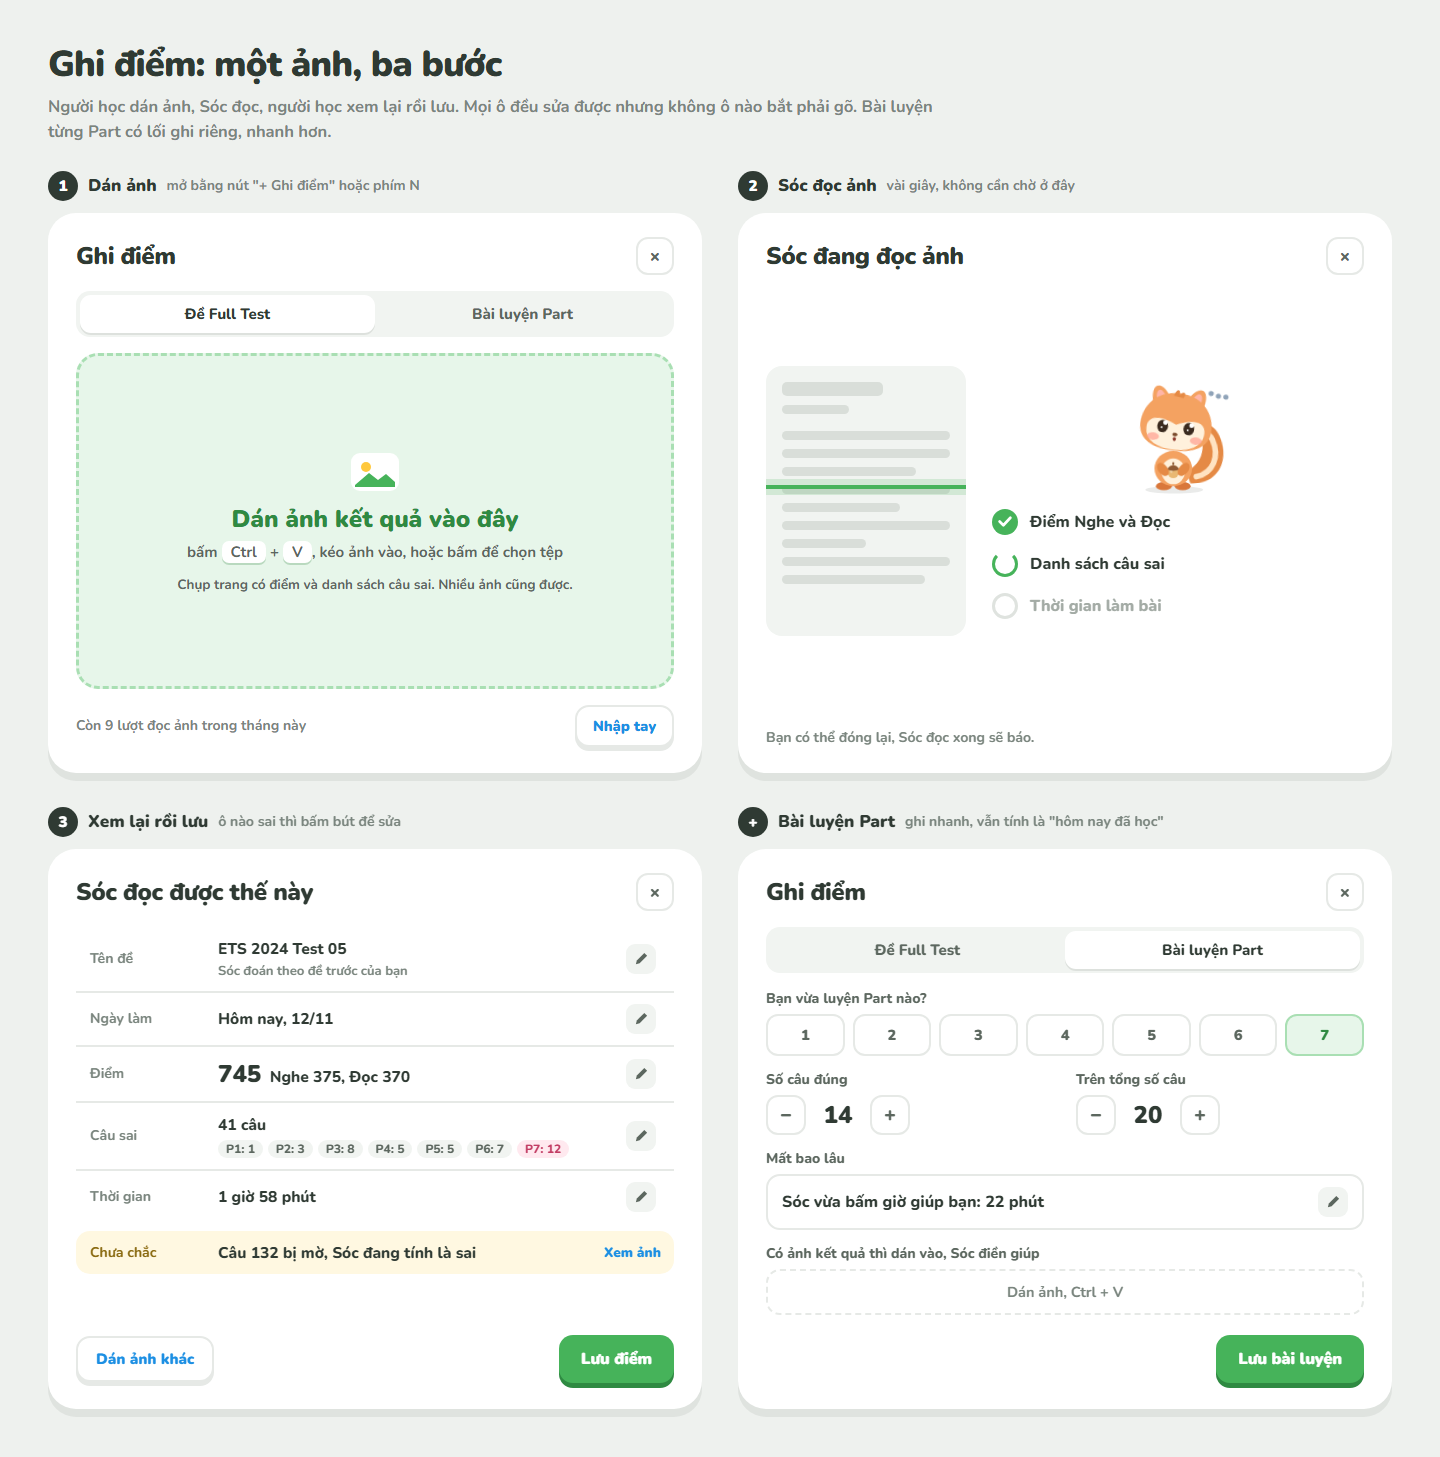 Ghi điểm: một ảnh, ba bước
Người học dán ảnh, Sóc đọc, người học xem lại rồi lưu. Mọi ô đều sửa được nhưng không ô nào bắt phải gõ. Bài luyện
từng Part có lối ghi riêng, nhanh hơn.
1 Dán ảnh mở bằng nút "+ Ghi điểm" hoặc phím N
Ghi điểm ×
Đề Full Test Bài luyện Part
Dán ảnh kết quả vào đây
bấm Ctrl + V, kéo ảnh vào, hoặc bấm để chọn tệp
Chụp trang có điểm và danh sách câu sai. Nhiều ảnh cũng được.
Còn 9 lượt đọc ảnh trong tháng này Nhập tay
2 Sóc đọc ảnh vài giây, không cần chờ ở đây
Sóc đang đọc ảnh ×
Điểm Nghe và Đọc
Danh sách câu sai
Thời gian làm bài
Bạn có thể đóng lại, Sóc đọc xong sẽ báo.
3 Xem lại rồi lưu ô nào sai thì bấm bút để sửa
Sóc đọc được thế này ×
Tên đề ETS 2024 Test 05
Sóc đoán theo đề trước của bạn
Ngày làm Hôm nay, 12/11
Điểm 745 Nghe 375, Đọc 370
Câu sai 41 câu
P1: 1 P2: 3 P3: 8 P4: 5 P5: 5 P6: 7 P7: 12
Thời gian 1 giờ 58 phút
Chưa chắc Câu 132 bị mờ, Sóc đang tính là sai Xem ảnh
Dán ảnh khác Lưu điểm
+ Bài luyện Part ghi nhanh, vẫn tính là "hôm nay đã học"
Ghi điểm ×
Đề Full Test Bài luyện Part
Bạn vừa luyện Part nào?
1 2 3 4 5 6 7
Số câu đúng Trên tổng số câu
− 14 + − 20 +
Mất bao lâu
Sóc vừa bấm giờ giúp bạn: 22 phút
Có ảnh kết quả thì dán vào, Sóc điền giúp
Dán ảnh, Ctrl + V
Lưu bài luyện